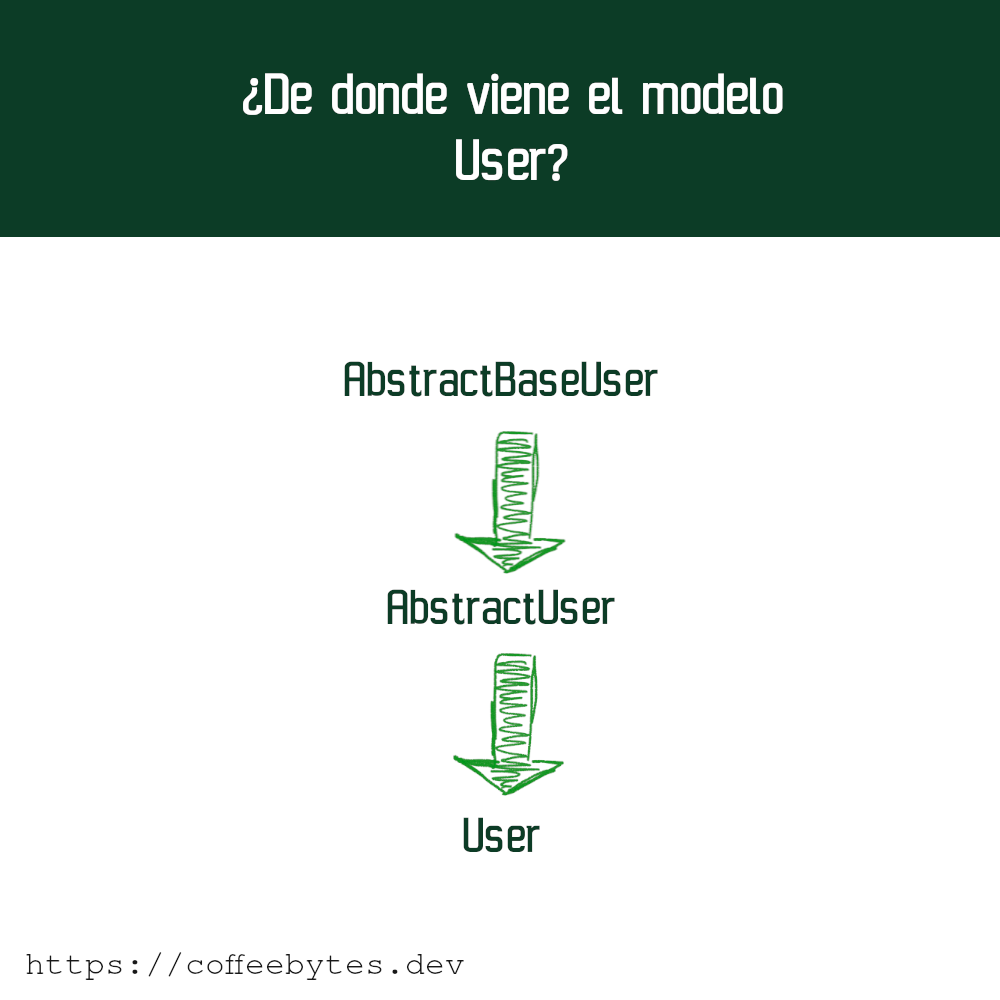 ¿De donde viene el modelo
User?
AbstractBaseUser
AbstractUser
User
https://coffeebytes.dev